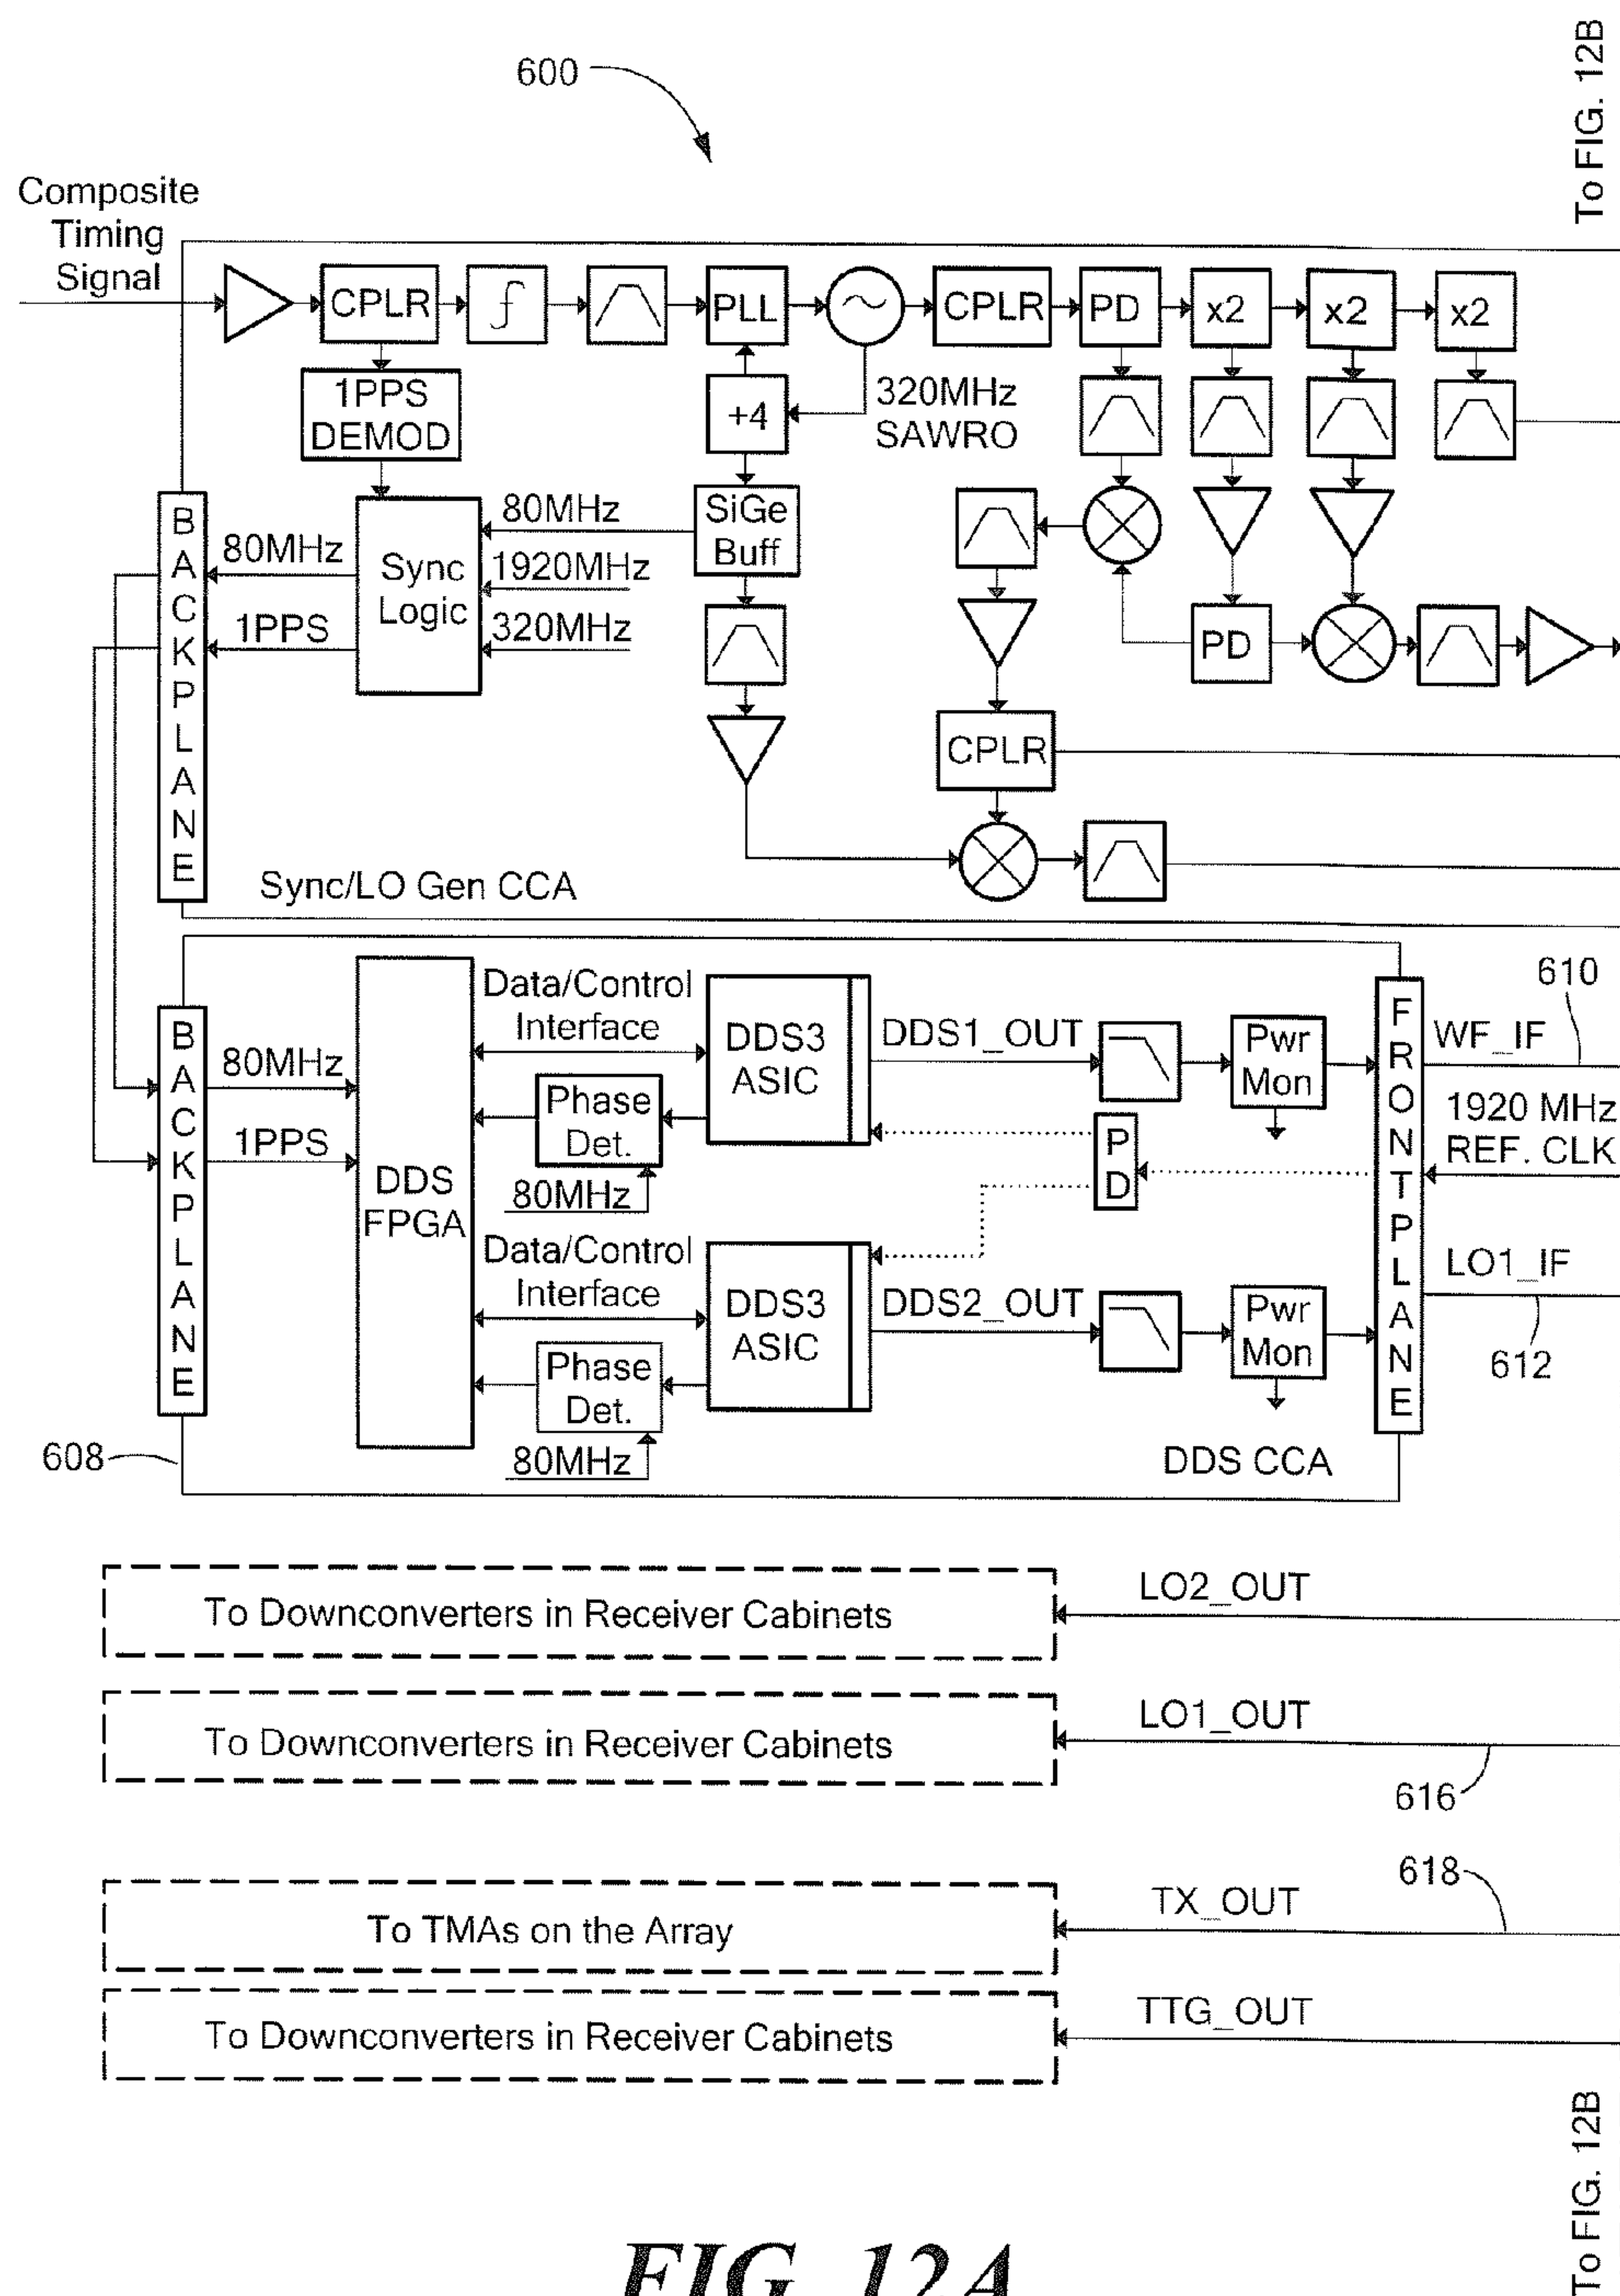 600
To FIG. 12B
Composite
Timing
Signal
CPLR
PLL
CPLR
PD
x2
x2
x2
1PPS
DEMOD
+4
320MHz
SAWRO
BACKPLANE
80MHz
1PPS
Sync
Logic
80MHz
1920MHz
320MHz
SiGe
Buff
PD
CPLR
Sync/LO Gen CCA
BACKPLANE
80MHz
1PPS
DDS
FPGA
Data/Control
Interface
DDS3
ASIC
DDS1_OUT
Pwr
Mon
Phase
Det.
80MHz
PD
Data/Control
Interface
DDS3
ASIC
DDS2_OUT
Pwr
Mon
Phase
Det.
80MHz
FRONTPLANE
610
WF_IF
1920 MHz
REF. CLK
LO1_IF
612
608
DDS CCA
To Downconverters in Receiver Cabinets
LO2_OUT
To Downconverters in Receiver Cabinets
LO1_OUT
616
618
To TMAs on the Array
TX_OUT
To Downconverters in Receiver Cabinets
TTG_OUT
To FIG. 12B
FIG. 12A